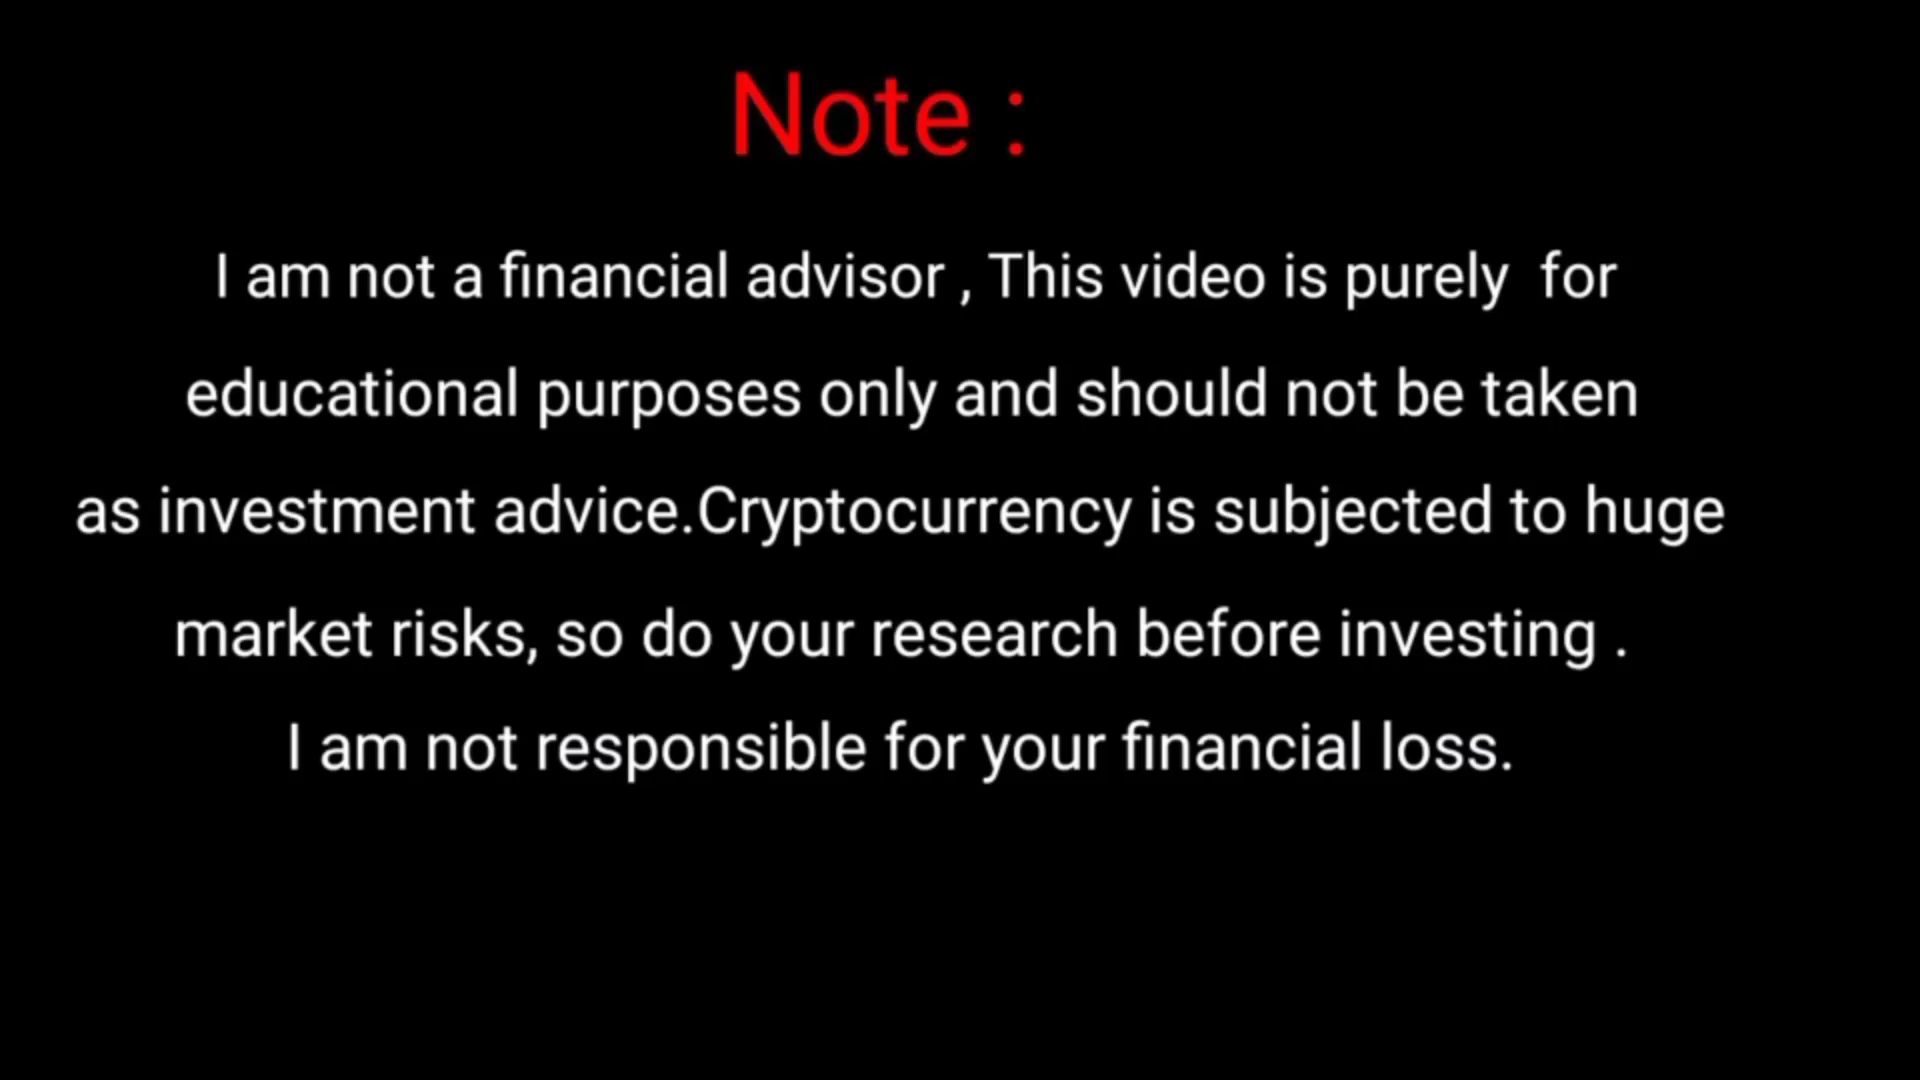 Note :
I am not a financial advisor , This video is purely  for
educational purposes only and should not be taken
as investment advice.Cryptocurrency is subjected to huge
market risks, so do your research before investing .
I am not responsible for your financial loss.